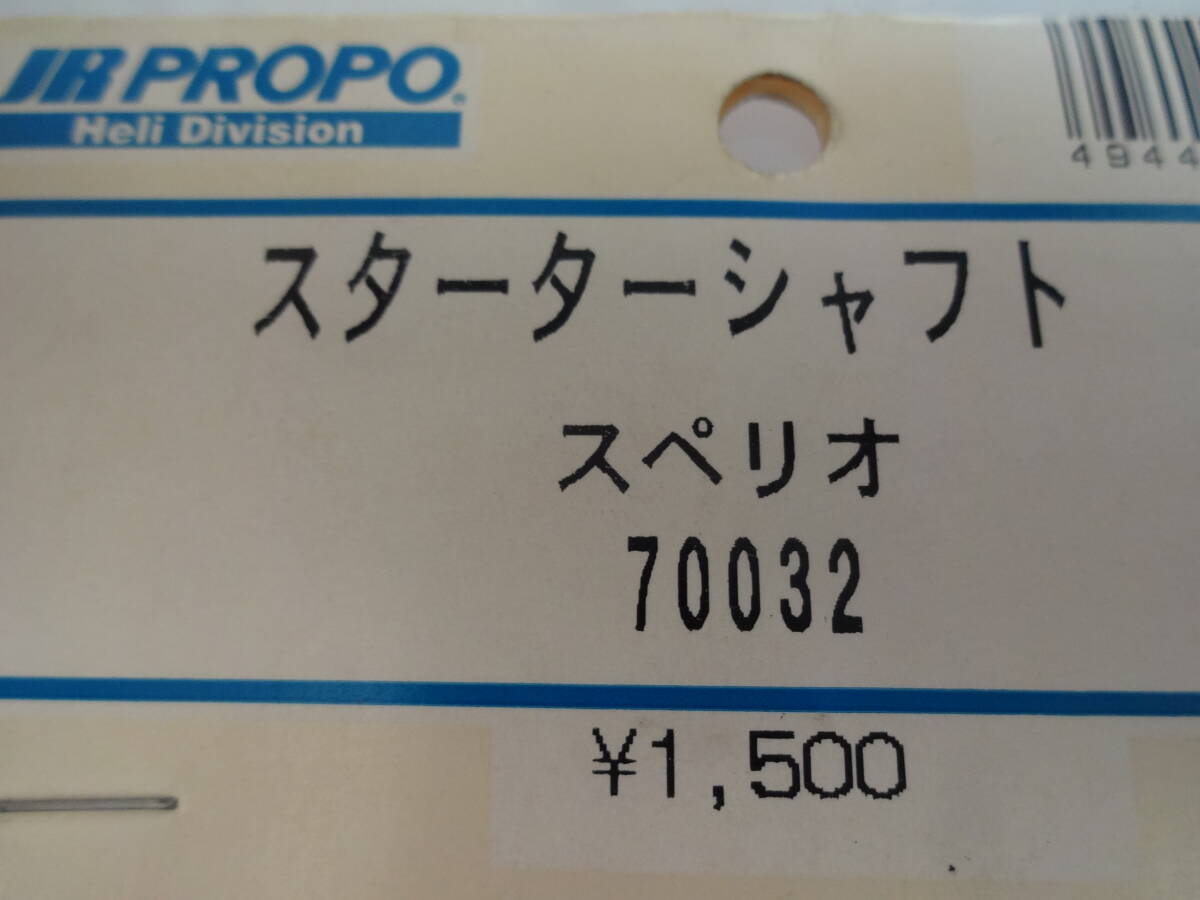 JR PROPO®
Heli Division
4944
スターターシャフト
スペリオ
70032
¥1,500